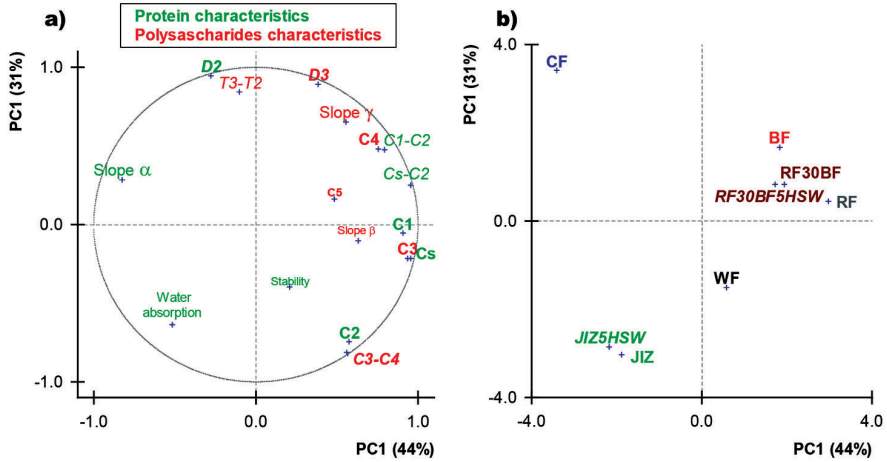 a)
Protein characteristics
Polysascharides characteristics
b)
PC1 (31%)
1.0
0.0
-1.0
-1.0
0.0
1.0
PC1 (44%)
D2
T3-T2
D3
Slope γ
C4
C1-C2
Slope α
Cs-C2
C5
C1
Slope β
C3
Cs
Stability
Water
absorption
C2
C3-C4
PC1 (31%)
4.0
0.0
-4.0
-4.0
0.0
4.0
PC1 (44%)
CF
BF
RF30BF
RF30BF5HSW
RF
WF
JIZ5HSW
JIZ